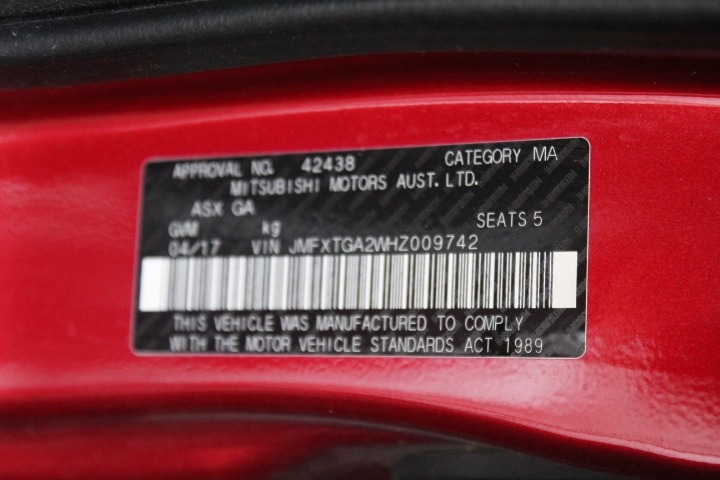 APPROVAL NO. 42438 CATEGORY MA
MITSUBISHI MOTORS AUST. LTD.
ASX GA
GVM kg SEATS 5
04/17 VIN JMFXTGA2WHZ009742
THIS VEHICLE WAS MANUFACTURED TO COMPLY
WITH THE MOTOR VEHICLE STANDARDS ACT 1989